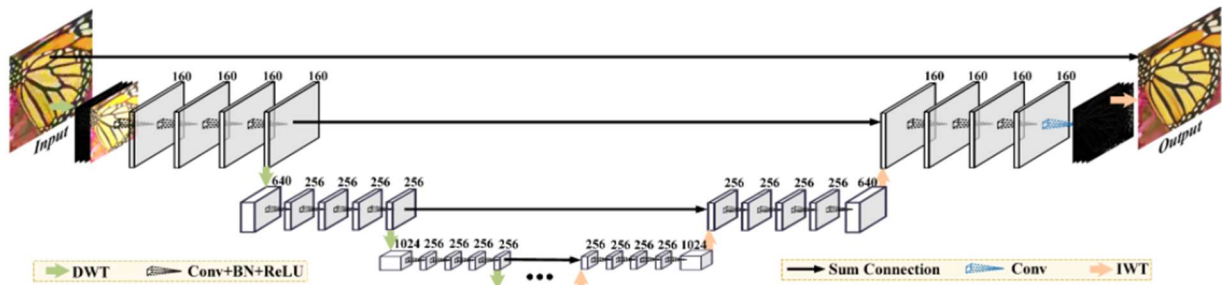 160 160 160 160 160 160 160 160
Input
Output
640 256 256 256 256 256 256 256 256 640
1024 256 256 256 256 256 256 256 256 1024
•••
DWT Conv+BN+ReLU Sum Connection Conv IWT